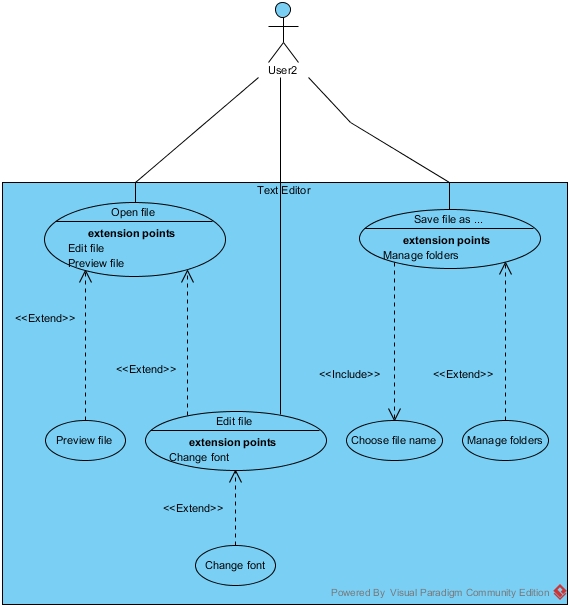 User2
Text Editor
Open file
extension points
Edit file
Preview file
Save file as ...
extension points
Manage folders
<<Extend>>
<<Extend>>
<<Include>>
<<Extend>>
Preview file
Edit file
extension points
Change font
Choose file name
Manage folders
<<Extend>>
Change font
Powered By Visual Paradigm Community Edition